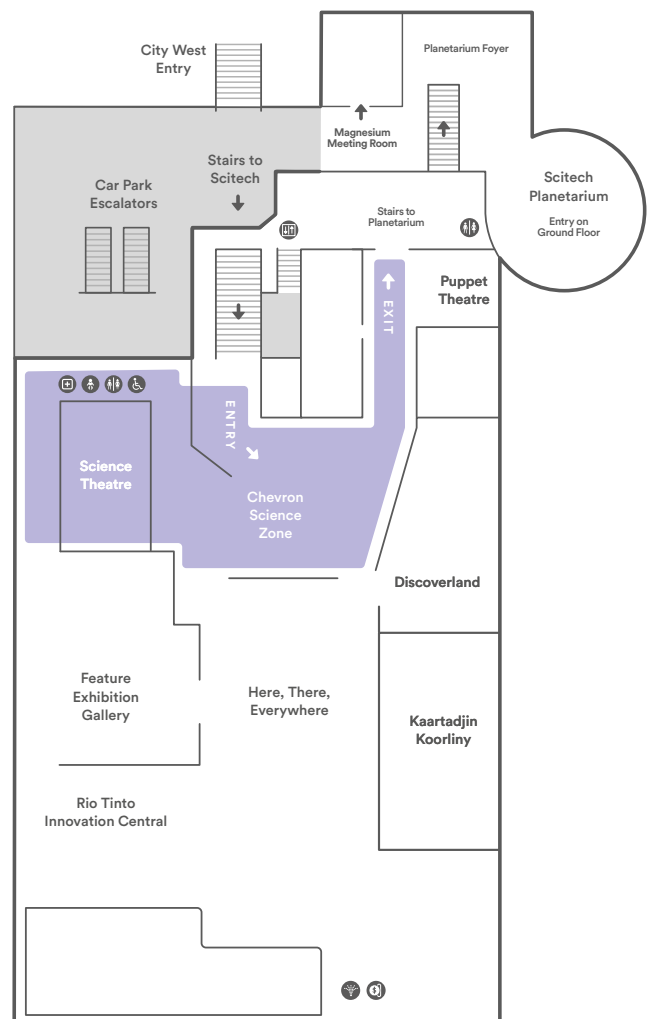 City West
Entry
Planetarium Foyer
Magnesium
Meeting Room
Stairs to
Scitech
Car Park
Escalators
Scitech
Planetarium
Entry on
Ground Floor
Stairs to
Planetarium
Puppet
Theatre
EXIT
ENTRY
Science
Theatre
Chevron
Science
Zone
Discoverland
Feature
Exhibition
Gallery
Here, There,
Everywhere
Kaartadjin
Koorliny
Rio Tinto
Innovation Central